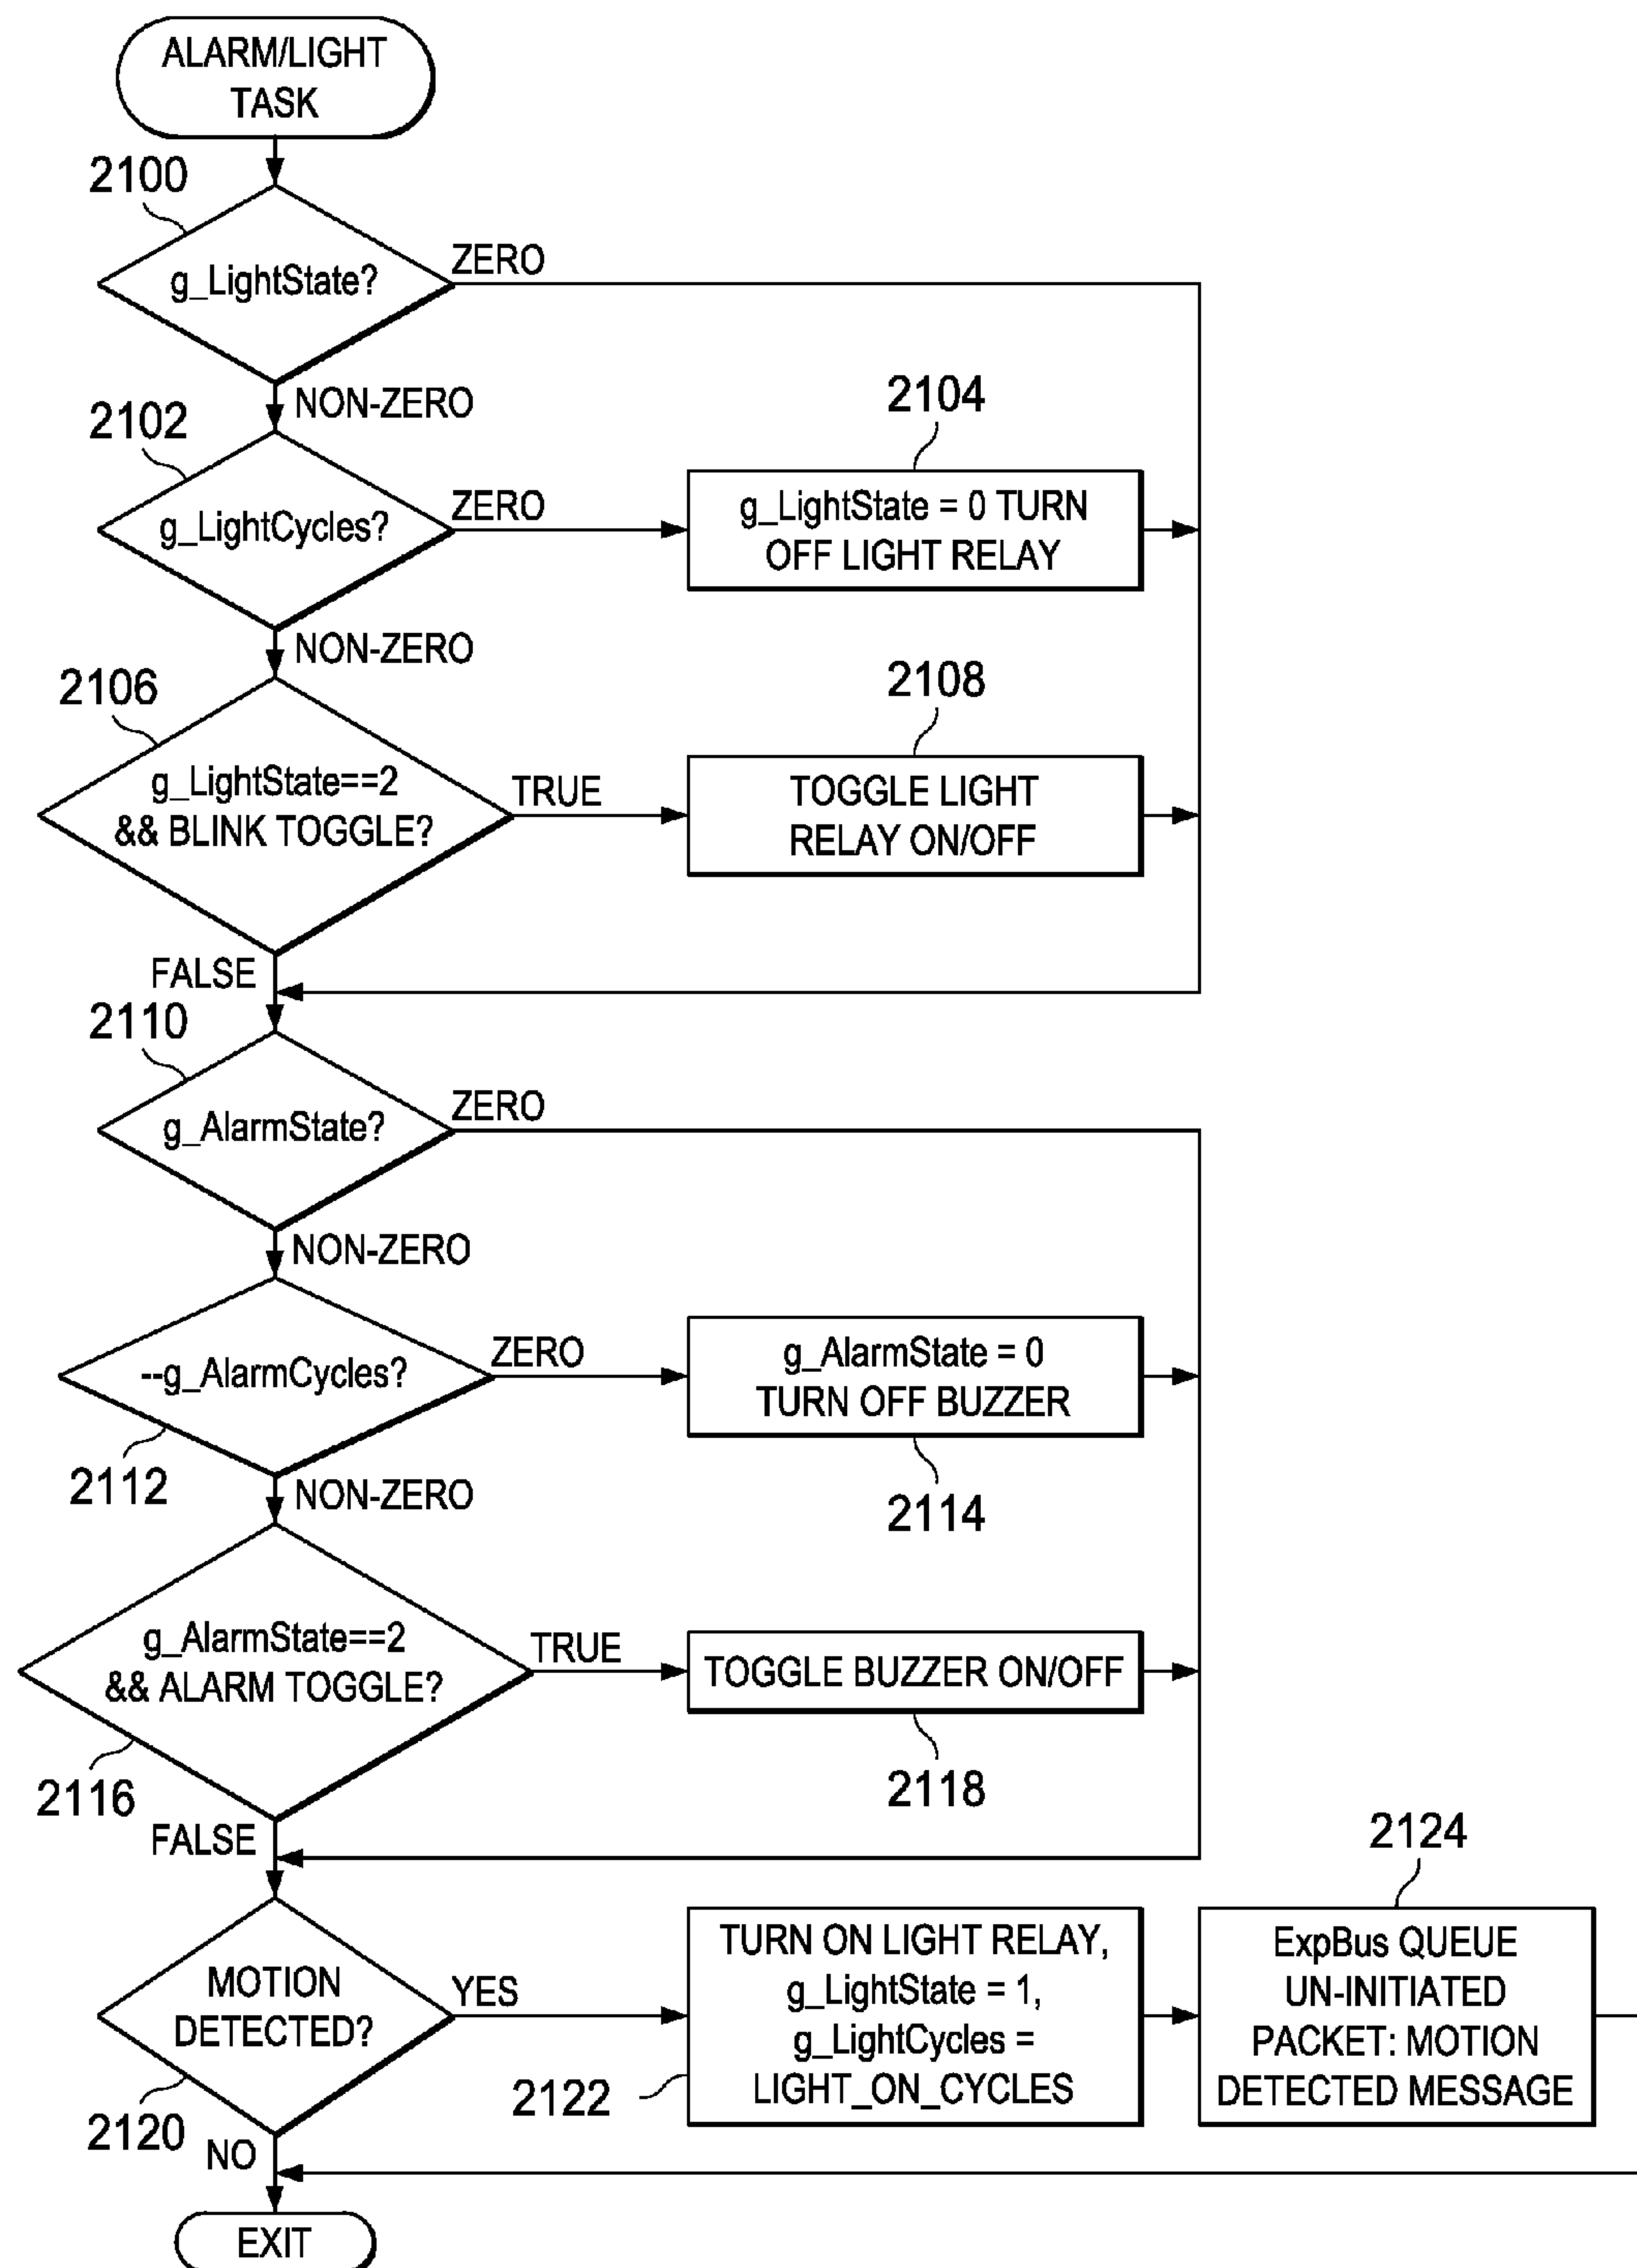 ALARM/LIGHT
TASK
2100
g_LightState?
ZERO
NON-ZERO
2102
g_LightCycles?
ZERO
2104
g_LightState = 0 TURN
OFF LIGHT RELAY
NON-ZERO
2106
g_LightState==2
&& BLINK TOGGLE?
TRUE
2108
TOGGLE LIGHT
RELAY ON/OFF
FALSE
2110
g_AlarmState?
ZERO
NON-ZERO
--g_AlarmCycles?
2112
ZERO
g_AlarmState = 0
TURN OFF BUZZER
2114
NON-ZERO
g_AlarmState==2
&& ALARM TOGGLE?
2116
TRUE
TOGGLE BUZZER ON/OFF
2118
FALSE
MOTION
DETECTED?
2120
YES
TURN ON LIGHT RELAY,
g_LightState = 1,
g_LightCycles =
LIGHT_ON_CYCLES
2122
2124
ExpBus QUEUE
UN-INITIATED
PACKET: MOTION
DETECTED MESSAGE
NO
EXIT